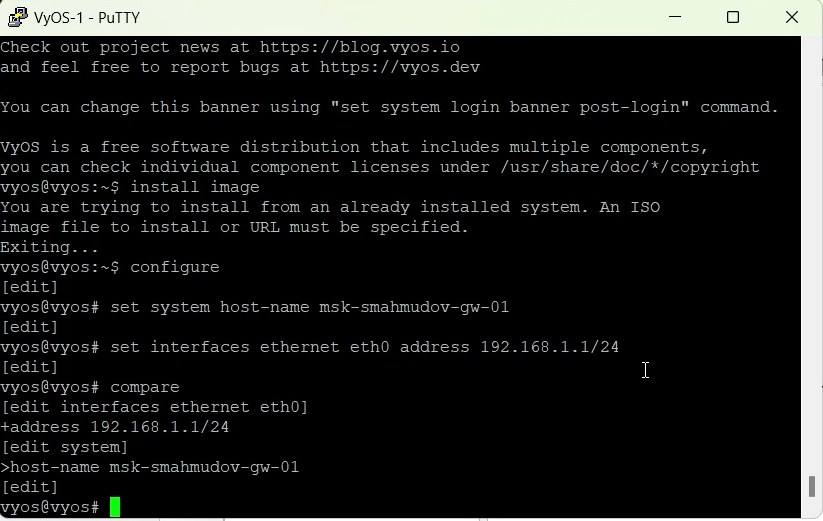 VyOS-1 - PuTTY
Check out project news at https://blog.vyos.io
and feel free to report bugs at https://vyos.dev
You can change this banner using "set system login banner post-login" command.
VyOS is a free software distribution that includes multiple components,
you can check individual component licenses under /usr/share/doc/*/copyright
vyos@vyos:~$ install image
You are trying to install from an already installed system. An ISO
image file to install or URL must be specified.
Exiting...
vyos@vyos:~$ configure
[edit]
vyos@vyos# set system host-name msk-smahmudov-gw-01
[edit]
vyos@vyos# set interfaces ethernet eth0 address 192.168.1.1/24
[edit]
vyos@vyos# compare
[edit interfaces ethernet eth0]
+address 192.168.1.1/24
[edit system]
>host-name msk-smahmudov-gw-01
[edit]
vyos@vyos#